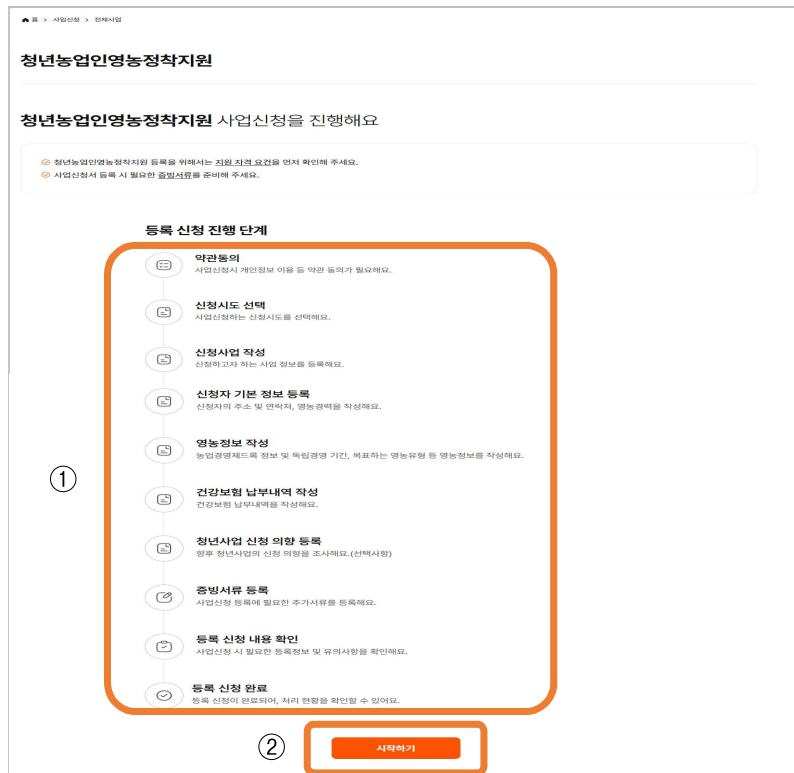 홈 > 사업신청 > 전체사업
청년농업인영농정착지원
청년농업인영농정착지원 사업신청을 진행해요
청년농업인영농정착지원 등록을 위해서는 지원 자격 요건을 먼저 확인해 주세요.
사업신청서 등록 시 필요한 증빙서류를 준비해 주세요.
등록 신청 진행 단계
약관동의
사업신청시 개인정보 이용 등 약관 동의가 필요해요.
신청시도 선택
사업신청하는 신청시도를 선택해요.
신청사업 작성
신청하고자 하는 사업 정보를 등록해요.
신청자 기본 정보 등록
신청자의 주소 및 연락처, 영농경력을 작성해요.
영농정보 작성
농업경영체드록 정보 및 독립경영 기간, 목표하는 영농유형 등 영농정보를 작성해요.
①
건강보험 납부내역 작성
건강보험 납부내역을 작성해요.
청년사업 신청 의향 등록
향후 청년사업의 신청 의향을 조사해요.(선택사항)
증빙서류 등록
사업신청 등록에 필요한 추가서류를 등록해요.
등록 신청 내용 확인
사업신청 시 필요한 등록정보 및 유의사항을 확인해요.
등록 신청 완료
등록 신청이 완료되어, 처리 현황을 확인할 수 있어요.
② 시작하기